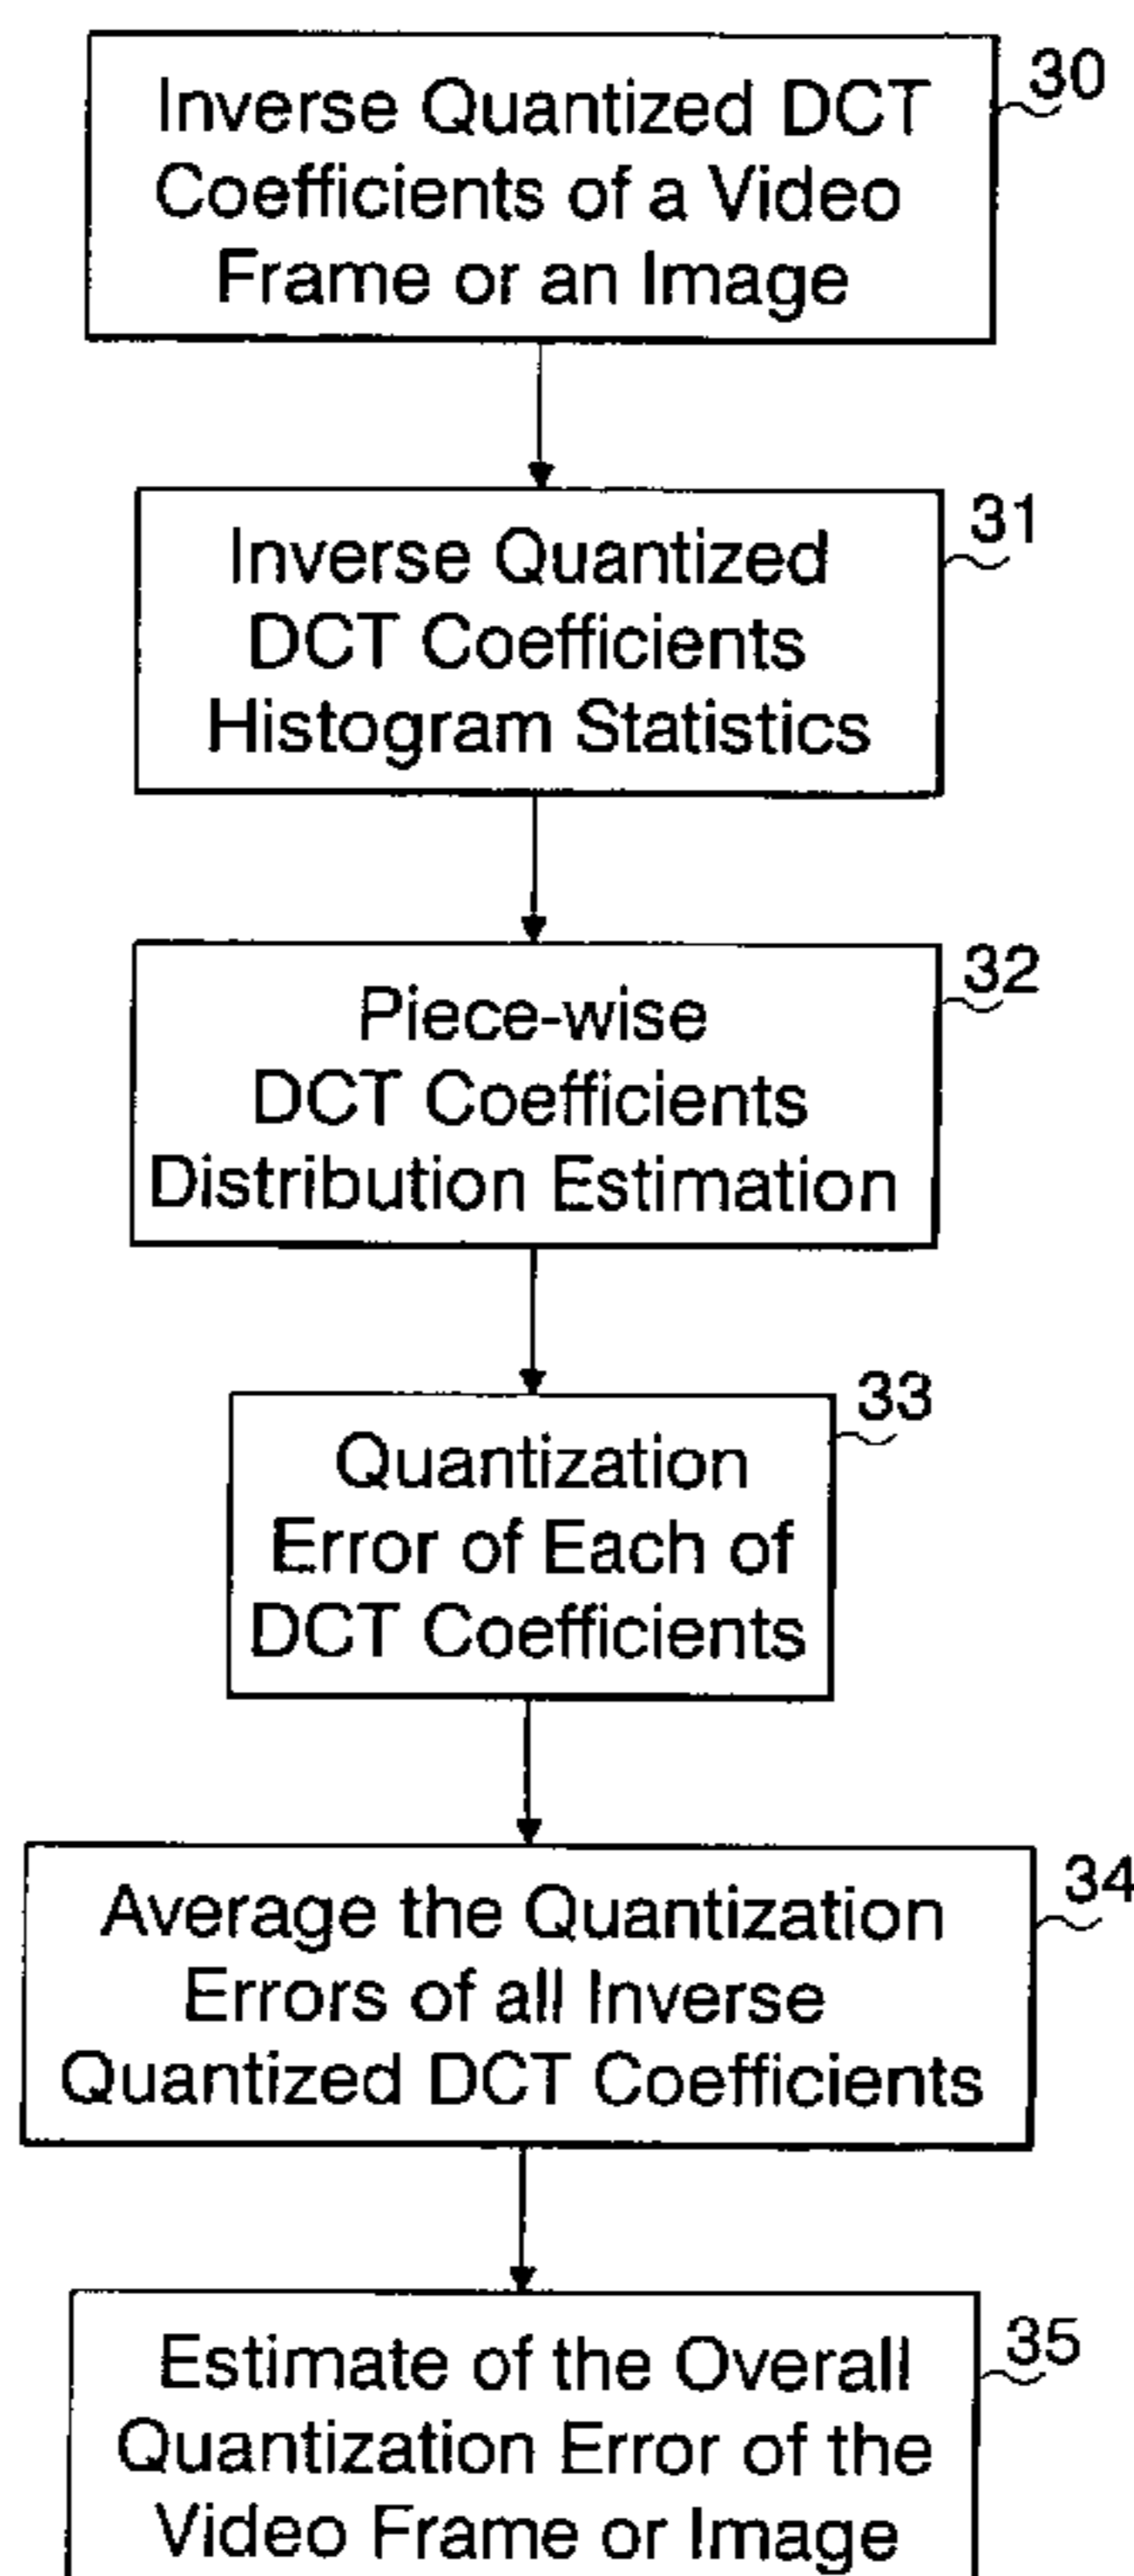 Inverse Quantized DCT
Coefficients of a Video
Frame or an Image
30
Inverse Quantized
DCT Coefficients
Histogram Statistics
31
Piece-wise
DCT Coefficients
Distribution Estimation
32
Quantization
Error of Each of
DCT Coefficients
33
Average the Quantization
Errors of all Inverse
Quantized DCT Coefficients
34
Estimate of the Overall
Quantization Error of the
Video Frame or Image
35